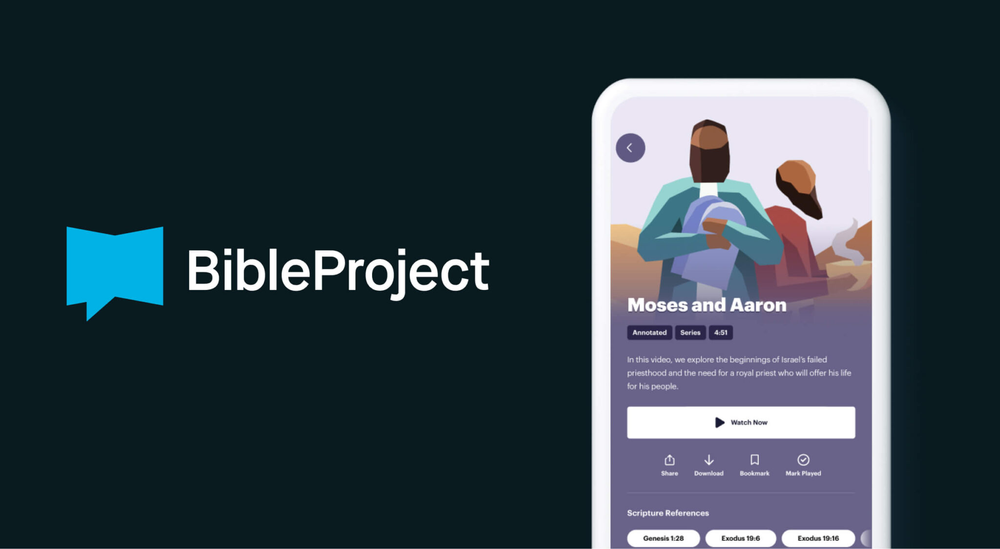 BibleProject
Moses and Aaron
Annotated
Series
4:51
In this video, we explore the beginnings of Israel's failed
priesthood and the need for a royal priest who will offer his life
for his people.
Watch Now
Share
Download
Bookmark
Mark Played
Scripture References
Genesis 1:28
Exodus 19:6
Exodus 19:16